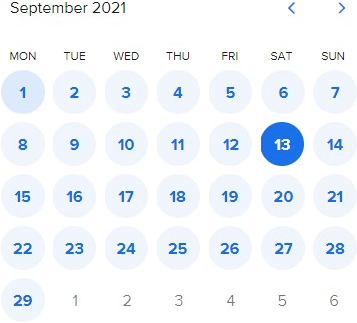 September 2021
MON TUE WED THU FRI SAT SUN
1 2 3 4 5 6 7
8 9 10 11 12 13 14
15 16 17 18 19 20 21
22 23 24 25 26 27 28
29 1 2 3 4 5 6